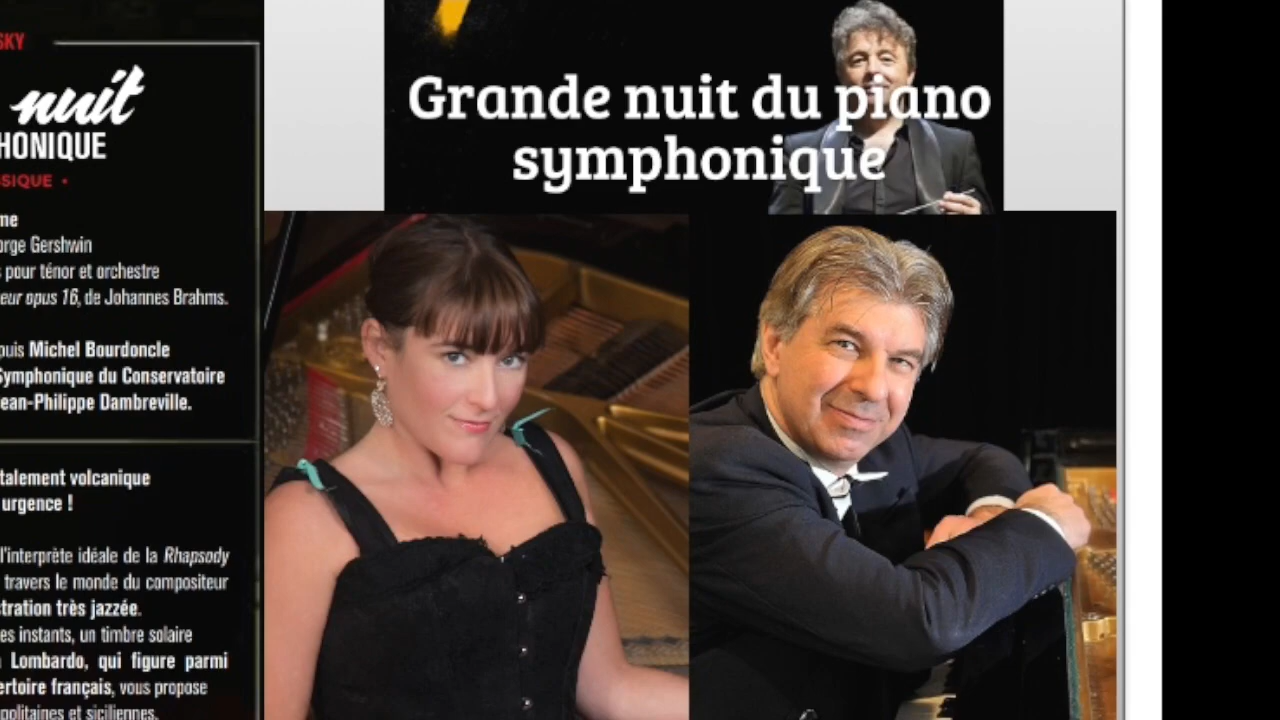 SKY
nuit
HONIQUE
SSIQUE •
me
orge Gershwin
s pour ténor et orchestre
eur opus 16, de Johannes Brahms.
puis Michel Bourdoncle
Symphonique du Conservatoire
ean-Philippe Dambreville.
talement volcanique
urgence !
l'interprète idéale de la Rhapsody
travers le monde du compositeur
stration très jazzée.
es instants, un timbre solaire
Lombardo, qui figure parmi
ertoire français, vous propose
politaines et siciliennes.
Grande nuit du piano
symphonique